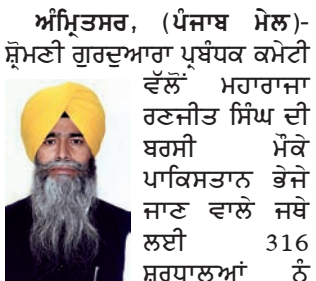 ਅੰਮ੍ਰਿਤਸਰ, (ਪੰਜਾਬ ਮੇਲ)-
ਸ਼੍ਰੋਮਣੀ ਗੁਰਦੁਆਰਾ ਪ੍ਰਬੰਧਕ ਕਮੇਟੀ
ਵੱਲੋਂ ਮਹਾਰਾਜਾ
ਰਣਜੀਤ ਸਿੰਘ ਦੀ
ਬਰਸੀ ਮੌਕੇ
ਪਾਕਿਸਤਾਨ ਭੇਜੇ
ਜਾਣ ਵਾਲੇ ਜਥੇ
ਲਈ 316
ਸ਼ਰਧਾਲੂਆਂ ਨੂੰ